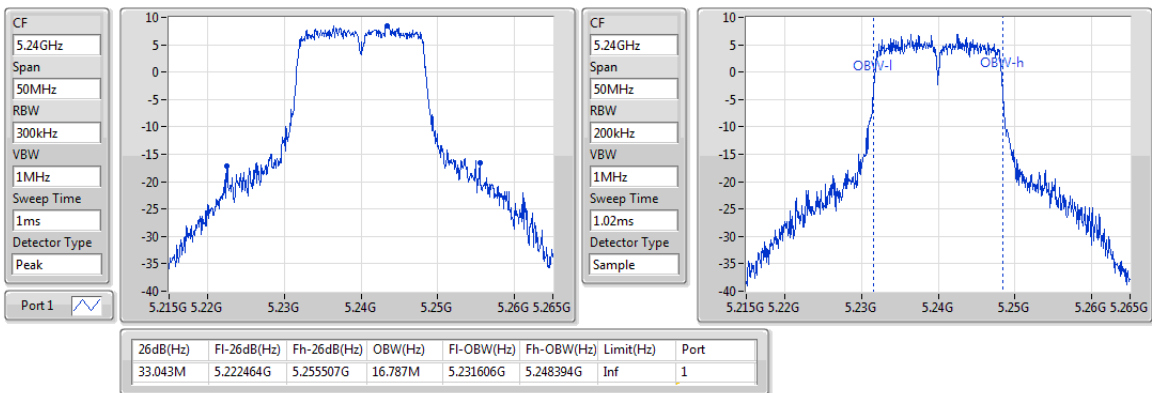 CF
5.24GHz
Span
50MHz
RBW
300kHz
VBW
1MHz
Sweep Time
1ms
Detector Type
Peak
Port 1
10
5
0
-5
-10
-15
-20
-25
-30
-35
-40
5.215G 5.22G 5.23G 5.24G 5.25G 5.26G 5.265G
CF
5.24GHz
Span
50MHz
RBW
200kHz
VBW
1MHz
Sweep Time
1.02ms
Detector Type
Sample
10
5
0
-5
-10
-15
-20
-25
-30
-35
-40
OBW-l OBW-h
5.215G 5.22G 5.23G 5.24G 5.25G 5.26G 5.265G
26dB(Hz) Fl-26dB(Hz) Fh-26dB(Hz) OBW(Hz) Fl-OBW(Hz) Fh-OBW(Hz) Limit(Hz) Port
33.043M 5.222464G 5.255507G 16.787M 5.231606G 5.248394G Inf 1